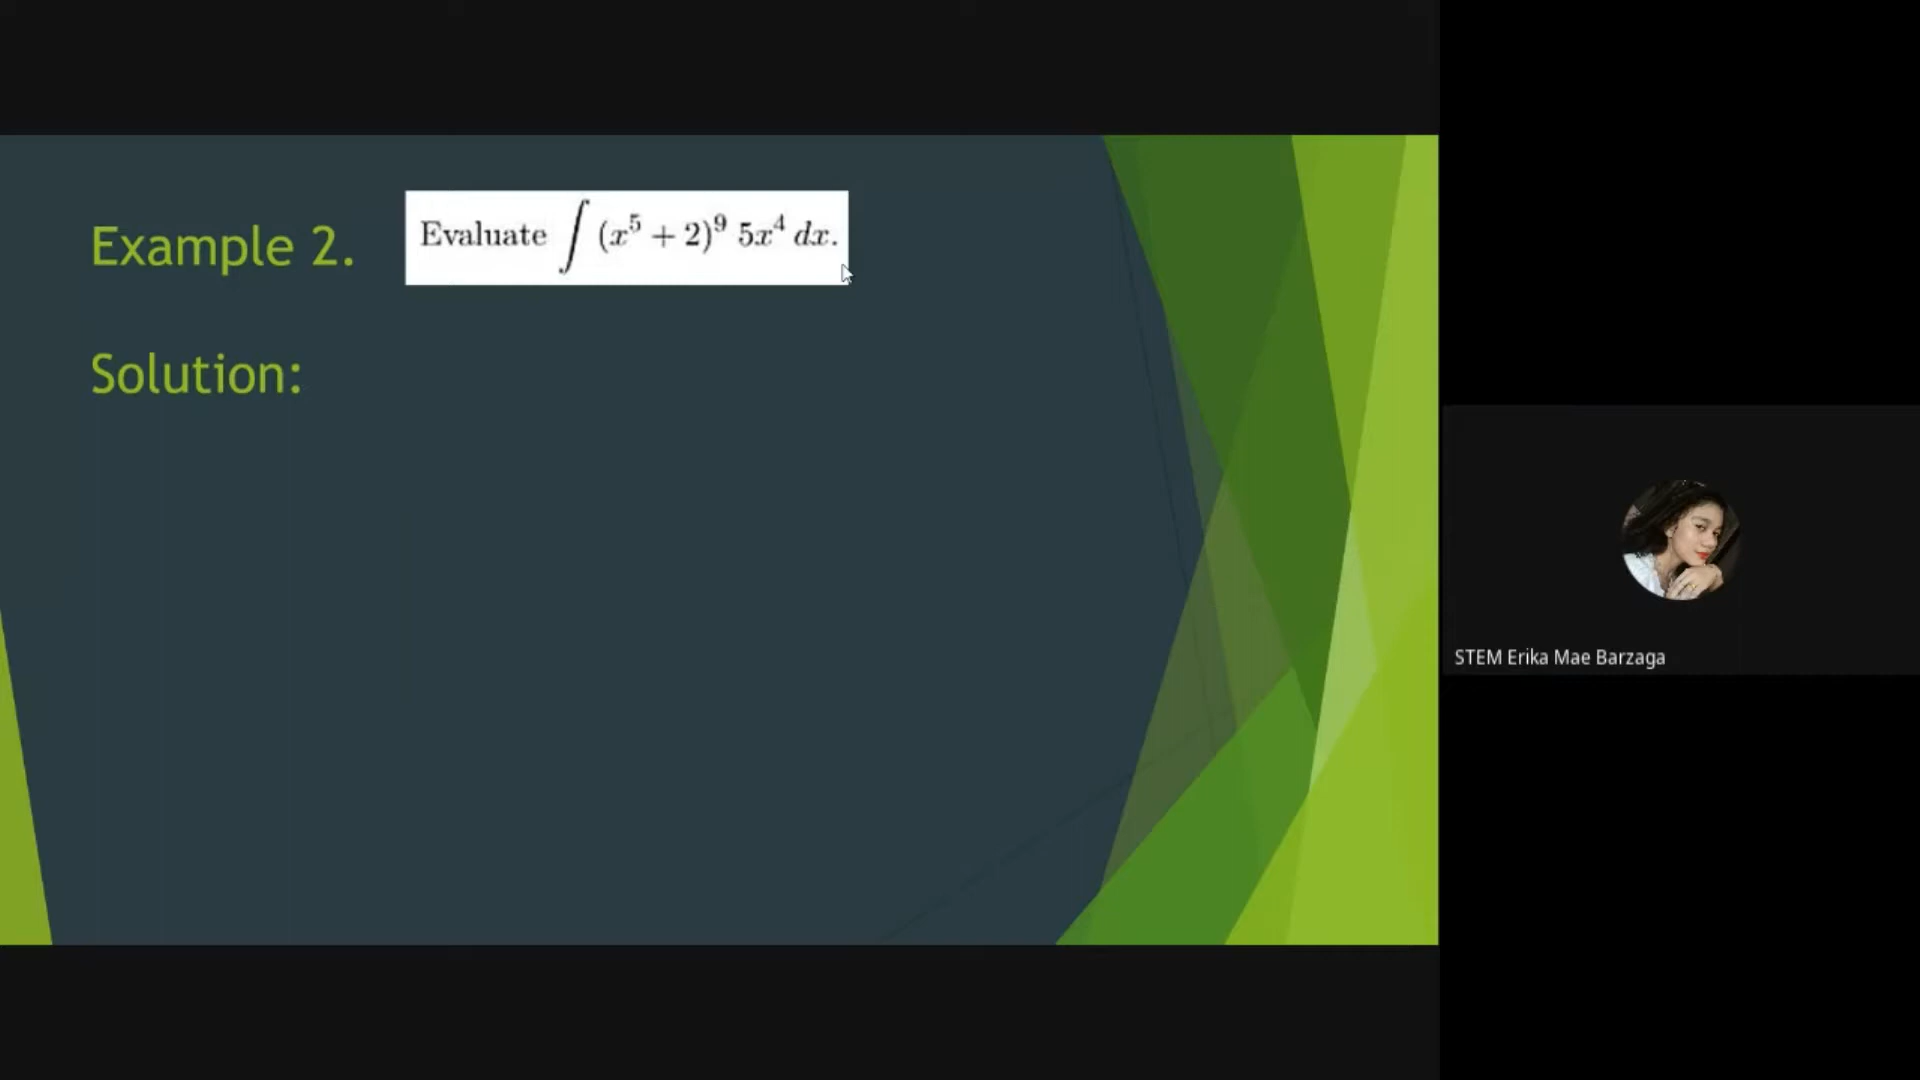 Example 2.
Evaluate ∫ (x⁵ + 2)⁹ 5x⁴ dx.
Solution:
STEM Erika Mae Barzaga